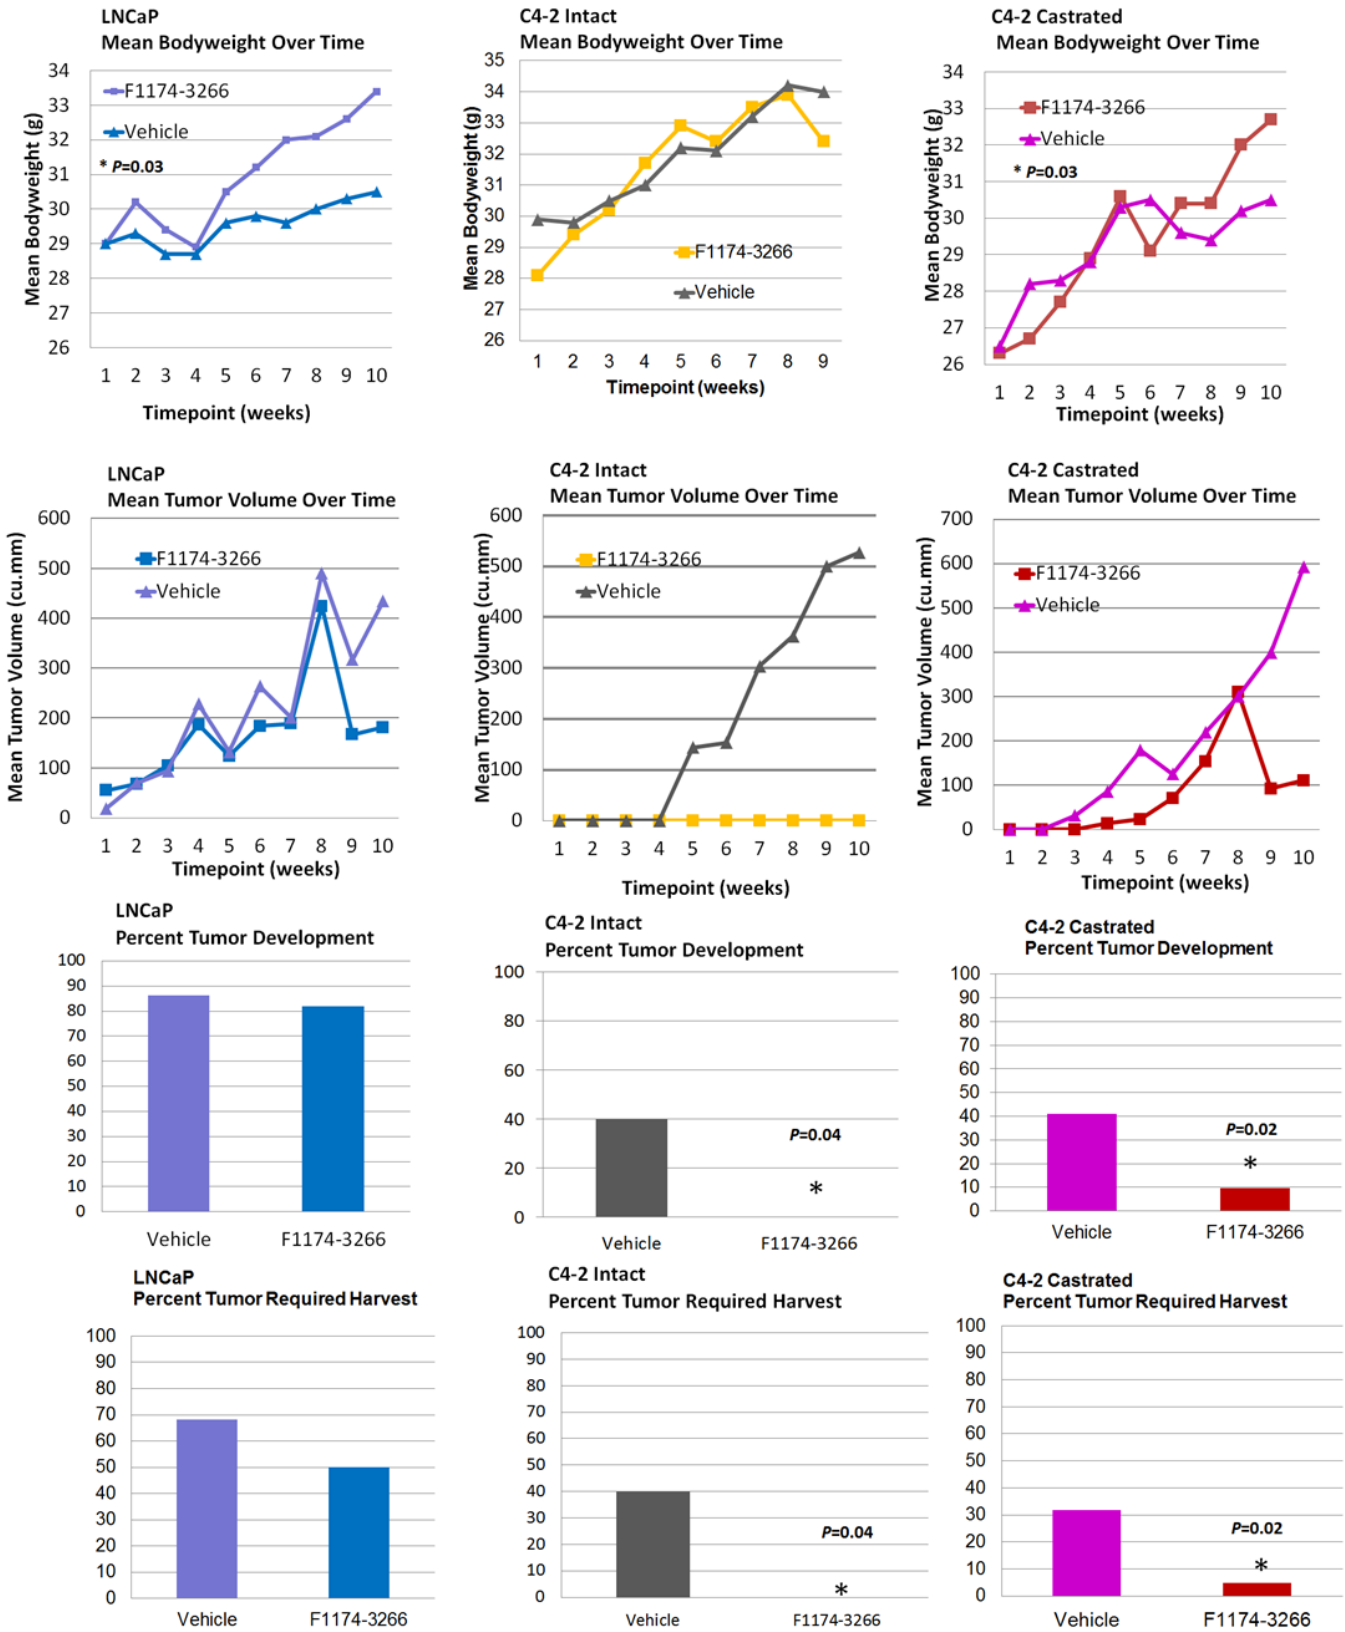 LNCaP
Mean Bodyweight Over Time
Mean Bodyweight (g)
34
33
32
31
30
29
28
27
26
F1174-3266
Vehicle
* P=0.03
1 2 3 4 5 6 7 8 9 10
Timepoint (weeks)
C4-2 Intact
Mean Bodyweight Over Time
Mean Bodyweight (g)
35
34
33
32
31
30
29
28
27
26
F1174-3266
Vehicle
1 2 3 4 5 6 7 8 9
Timepoint (weeks)
C4-2 Castrated
Mean Bodyweight Over Time
Mean Bodyweight (g)
34
33
32
31
30
29
28
27
26
F1174-3266
Vehicle
* P=0.03
1 2 3 4 5 6 7 8 9 10
Timepoint (weeks)
LNCaP
Mean Tumor Volume Over Time
Mean Tumor Volume (cu.mm)
600
500
400
300
200
100
0
F1174-3266
Vehicle
1 2 3 4 5 6 7 8 9 10
Timepoint (weeks)
C4-2 Intact
Mean Tumor Volume Over Time
Mean Tumor Volume (cu.mm)
600
500
400
300
200
100
0
F1174-3266
Vehicle
1 2 3 4 5 6 7 8 9 10
Timepoint (weeks)
C4-2 Castrated
Mean Tumor Volume Over Time
Mean Tumor Volume (cu.mm)
700
600
500
400
300
200
100
0
F1174-3266
Vehicle
1 2 3 4 5 6 7 8 9 10
Timepoint (weeks)
LNCaP
Percent Tumor Development
100
90
80
70
60
50
40
30
20
10
0
Vehicle F1174-3266
C4-2 Intact
Percent Tumor Development
100
80
60
40
20
0
P=0.04
*
Vehicle F1174-3266
C4-2 Castrated
Percent Tumor Development
100
90
80
70
60
50
40
30
20
10
0
P=0.02
*
Vehicle F1174-3266
LNCaP
Percent Tumor Required Harvest
100
90
80
70
60
50
40
30
20
10
0
Vehicle F1174-3266
C4-2 Intact
Percent Tumor Required Harvest
100
90
80
70
60
50
40
30
20
10
0
P=0.04
*
Vehicle F1174-3266
C4-2 Castrated
Percent Tumor Required Harvest
100
90
80
70
60
50
40
30
20
10
0
P=0.02
*
Vehicle F1174-3266